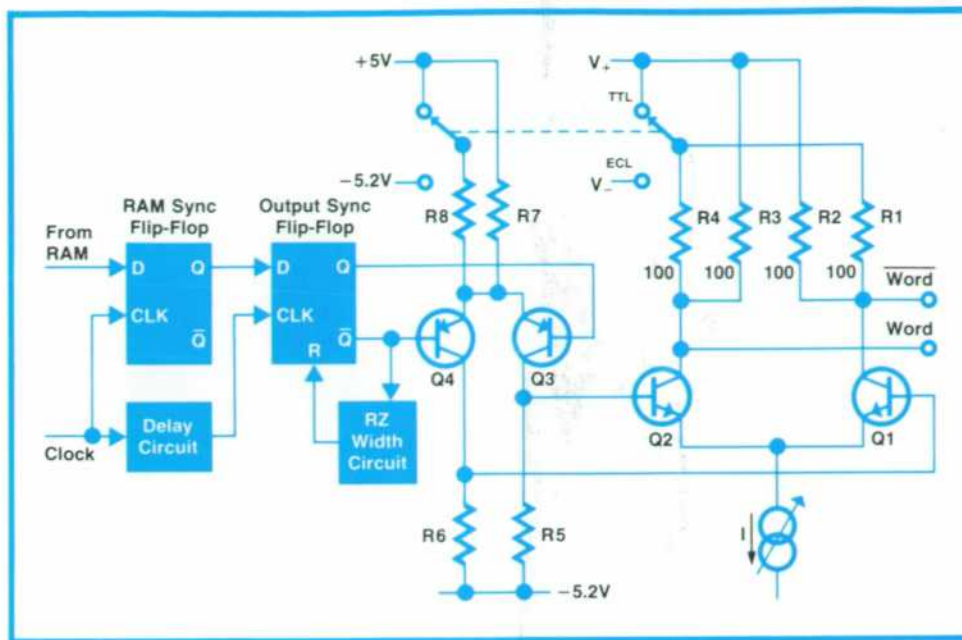 +5V
V₊
TTL
ECL
−5.2V
V₋
RAM Sync
Flip-Flop
Output Sync
Flip-Flop
R8
R7
R4
R3
R2
R1
From
RAM
D
Q
D
Q
100
100
100
100
W̅o̅r̅d̅
CLK
CLK
Q̅
Q̅
R
Word
Q4
Q3
Delay
Circuit
RZ
Width
Circuit
Q2
Q1
Clock
R6
R5
I
−5.2V